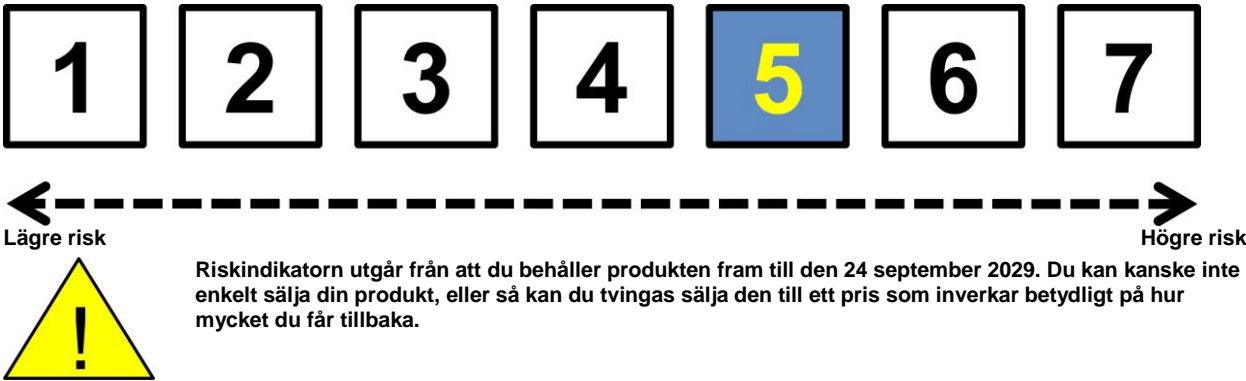 1 2 3 4 5 6 7
Lägre risk Högre risk
Riskindikatorn utgår från att du behåller produkten fram till den 24 september 2029. Du kan kanske inte
enkelt sälja din produkt, eller så kan du tvingas sälja den till ett pris som inverkar betydligt på hur
mycket du får tillbaka.
!